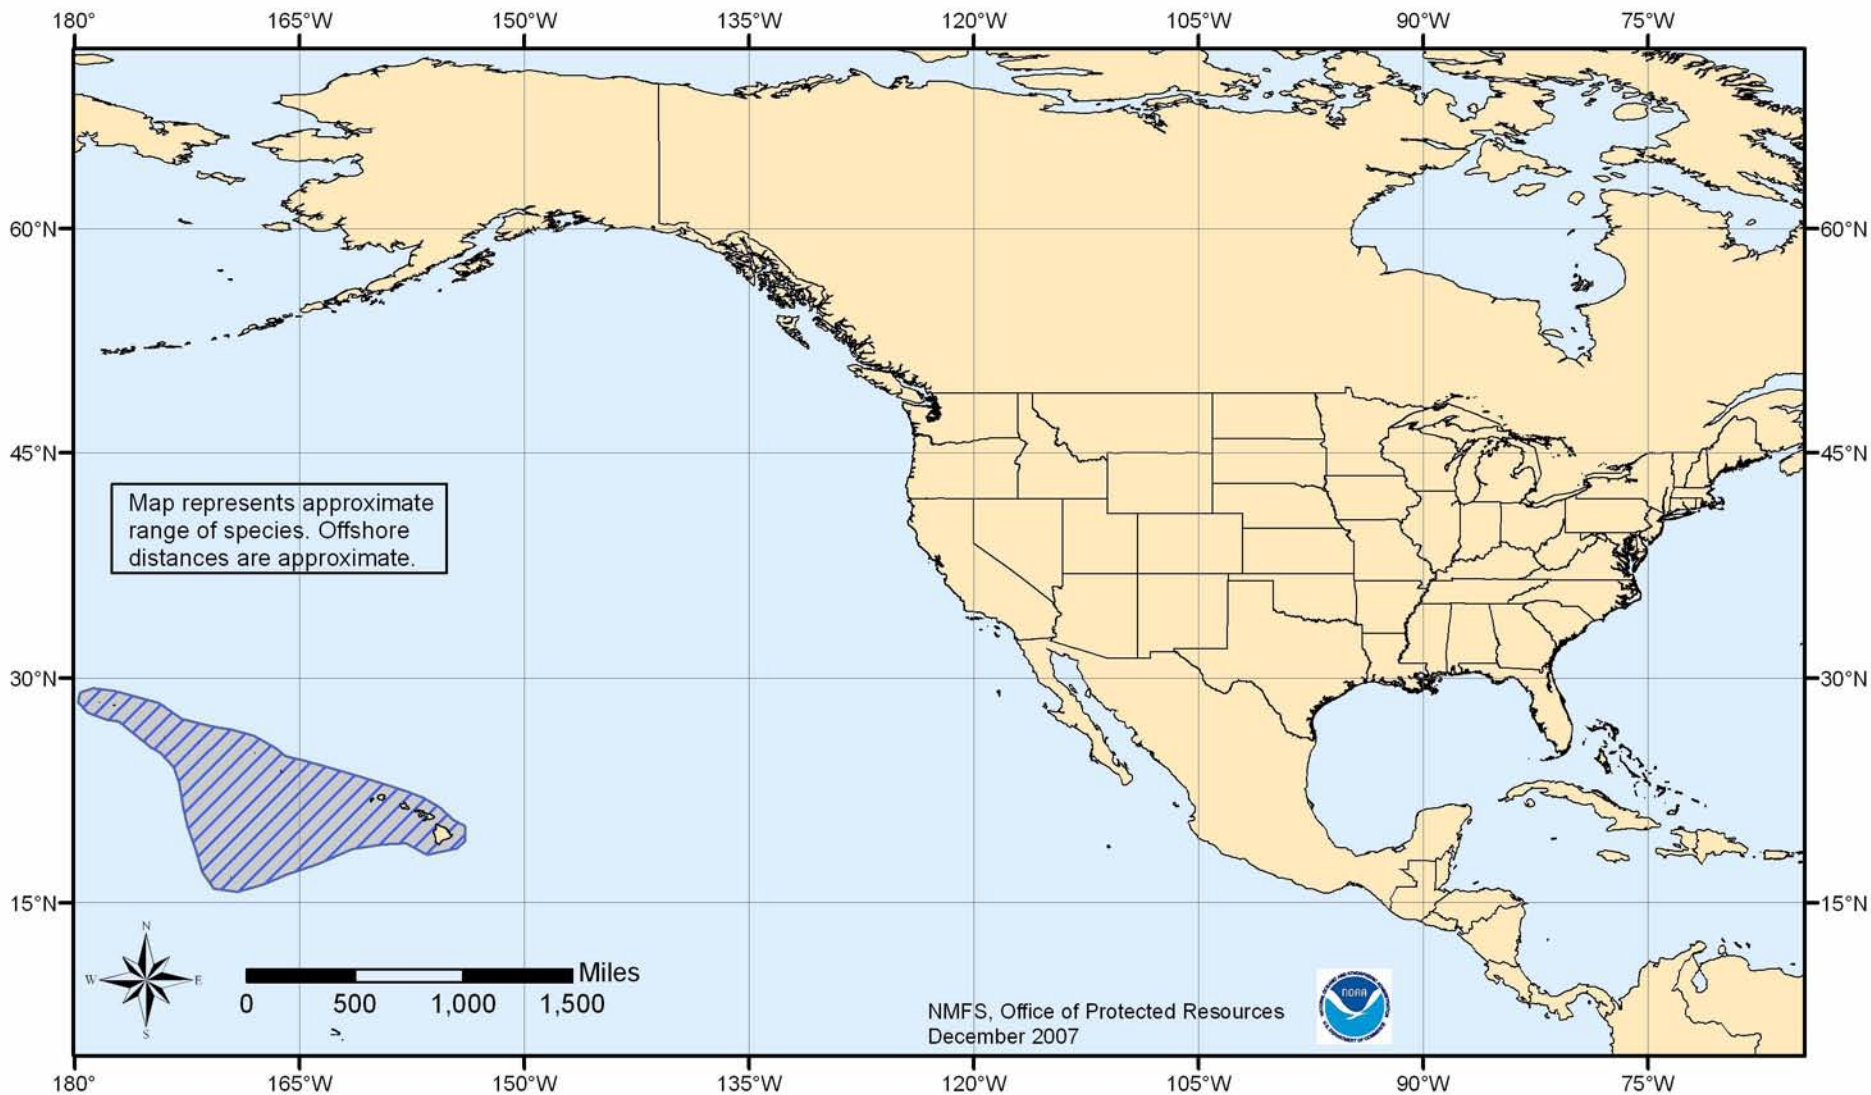 180° 165°W 150°W 135°W 120°W 105°W 90°W 75°W
60°N 60°N
45°N 45°N
Map represents approximate
range of species. Offshore
distances are approximate.
30°N 30°N
15°N 15°N
N
W E
S
Miles
0 500 1,000 1,500
NMFS, Office of Protected Resources
December 2007
NOAA
180° 165°W 150°W 135°W 120°W 105°W 90°W 75°W